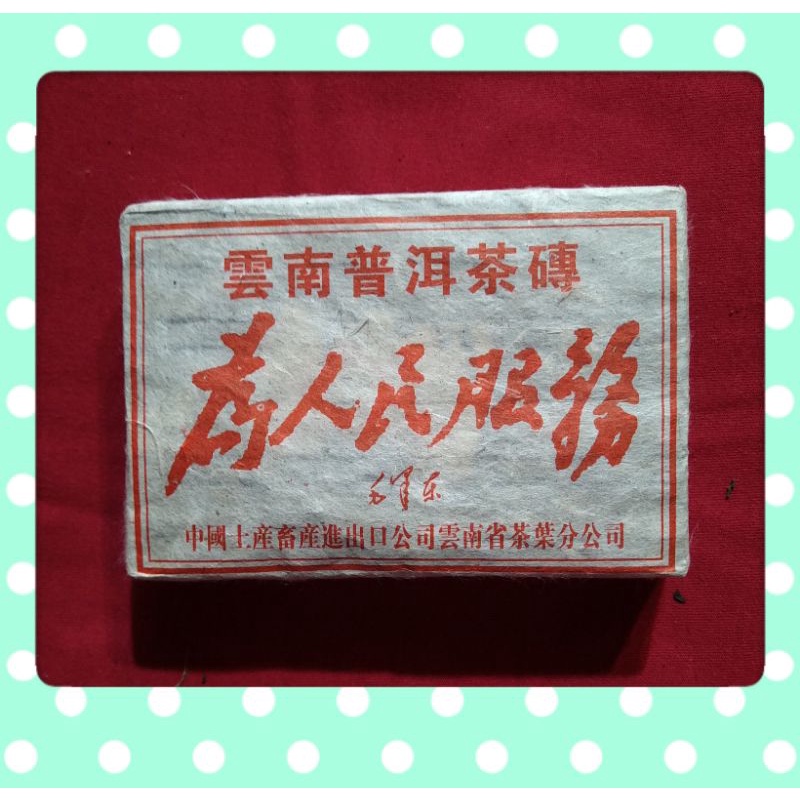 雲南普洱茶磚
為人民服務
毛澤东
中國土産畜産進出口公司雲南省茶葉分公司